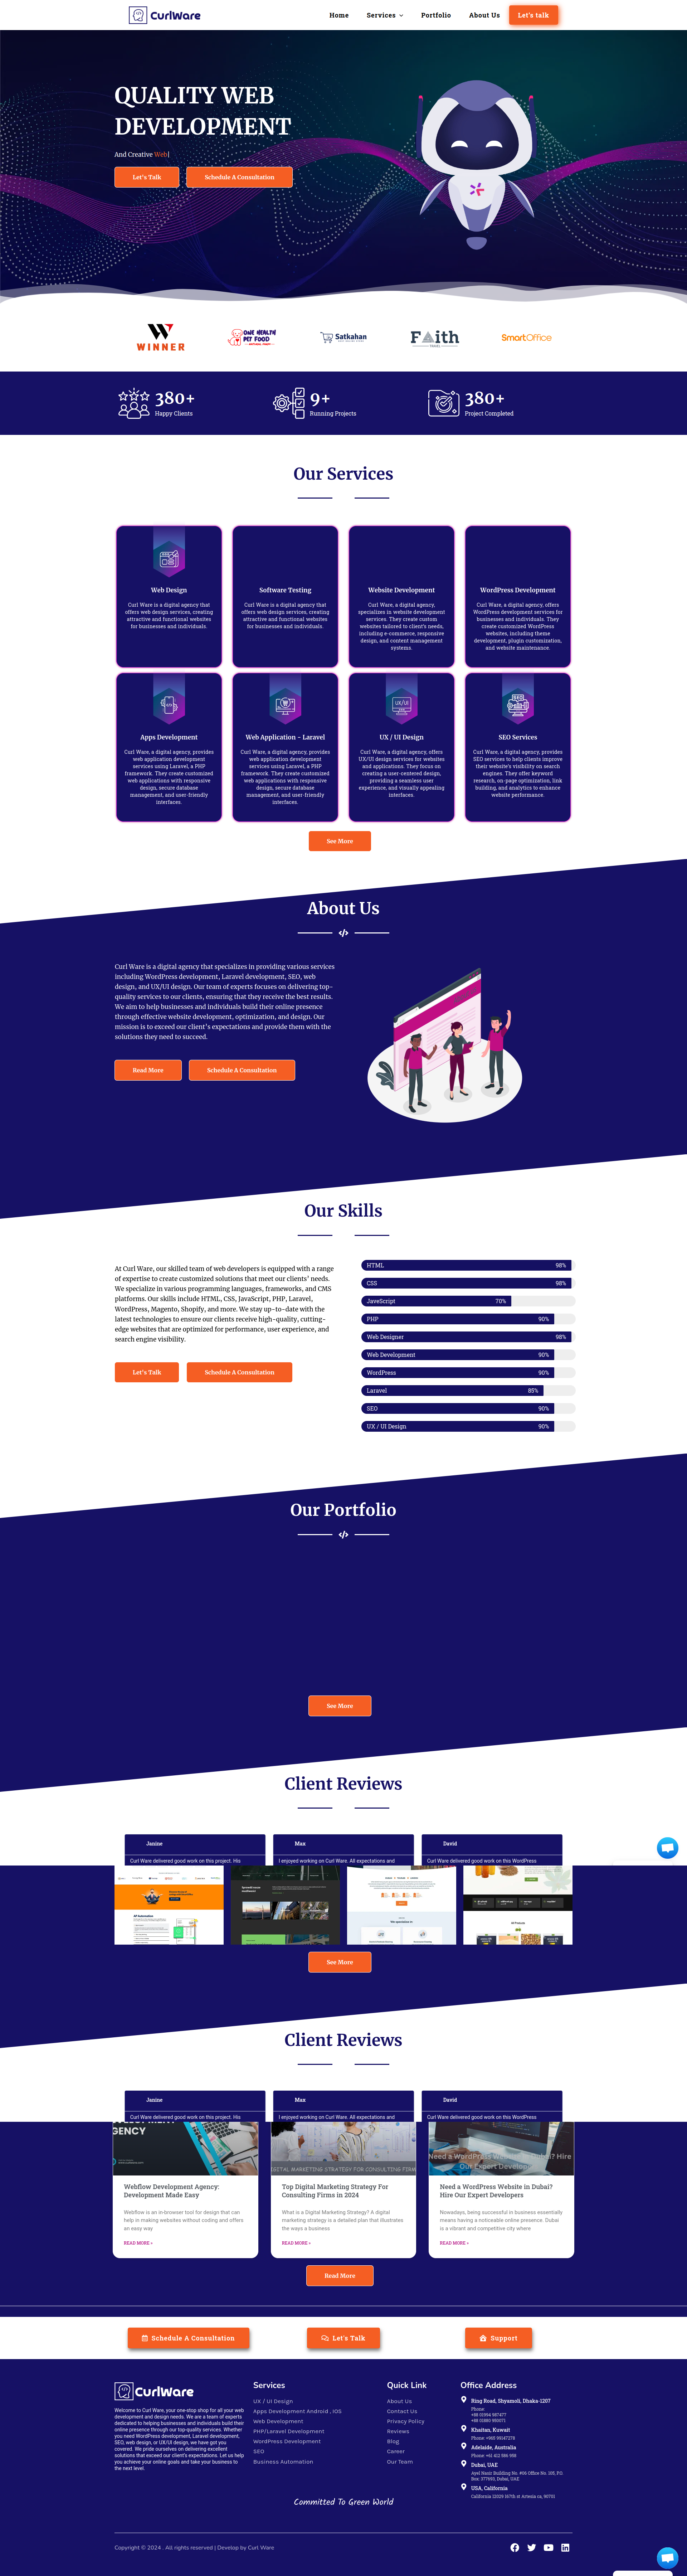 CurlWare
Home Services Portfolio About Us Let's talk
QUALITY WEB
DEVELOPMENT
And Creative Web|
Let's Talk Schedule A Consultation
WINNER
ONE HEALTH
PET FOOD
Satkahan
Faith
SmartOffice
380+ 9+ 380+
Happy Clients Running Projects Project Completed
Our Services
Web Design
Curl Ware is a digital agency that
offers web design services, creating
attractive and functional websites
for businesses and individuals.
Software Testing
Curl Ware is a digital agency that
offers web design services, creating
attractive and functional websites
for businesses and individuals.
Website Development
Curl Ware, a digital agency,
specializes in website development
services. They create custom
websites tailored to client's needs,
including e-commerce, responsive
design, and content management
systems.
WordPress Development
Curl Ware, a digital agency, offers
WordPress development services for
businesses and individuals. They
create customized WordPress
websites, including theme
development, plugin customization,
and website maintenance.
Apps Development
Curl Ware, a digital agency, provides
web application development
services using Laravel, a PHP
framework. They create customized
web applications with responsive
design, secure database
management, and user-friendly
interfaces.
Web Application - Laravel
Curl Ware, a digital agency, provides
web application development
services using Laravel, a PHP
framework. They create customized
web applications with responsive
design, secure database
management, and user-friendly
interfaces.
UX / UI Design
Curl Ware, a digital agency, offers
UX/UI design services for websites
and applications. They focus on
creating a user-centered design,
providing a seamless user
experience, and visually appealing
interfaces.
SEO Services
Curl Ware, a digital agency, provides
SEO services to help clients improve
their website's visibility on search
engines. They offer keyword
research, on-page optimization, link
building, and analytics to enhance
website performance.
See More
About Us
Curl Ware is a digital agency that specializes in providing various services
including WordPress development, Laravel development, SEO, web
design, and UX/UI design. Our team of experts focuses on delivering top-
quality services to our clients, ensuring that they receive the best results.
We aim to help businesses and individuals build their online presence
through effective website development, optimization, and design. Our
mission is to exceed our client's expectations and provide them with the
solutions they need to succeed.
Read More Schedule A Consultation
Our Skills
At Curl Ware, our skilled team of web developers is equipped with a range
of expertise to create customized solutions that meet our clients' needs.
We specialize in various programming languages, frameworks, and CMS
platforms. Our skills include HTML, CSS, JavaScript, PHP, Laravel,
WordPress, Magento, Shopify, and more. We stay up-to-date with the
latest technologies to ensure our clients receive high-quality, cutting-
edge websites that are optimized for performance, user experience, and
search engine visibility.
Let's Talk Schedule A Consultation
HTML 98%
CSS 98%
JaveScript 70%
PHP 90%
Web Designer 98%
Web Development 90%
WordPress 90%
Laravel 85%
SEO 90%
UX / UI Design 90%
Our Portfolio
See More
Client Reviews
Janine Max David
Curl Ware delivered good work on this project. His
I enjoyed working on Curl Ware. All expectations and
Curl Ware delivered good work on this WordPress
See More
Client Reviews
Janine Max David
Curl Ware delivered good work on this project. His
I enjoyed working on Curl Ware. All expectations and
Curl Ware delivered good work on this WordPress
Webflow Development Agency:
Development Made Easy
Webflow is an in-browser tool for design that can
help in making websites without coding and offers
an easy way
READ MORE »
DIGITAL MARKETING STRATEGY FOR CONSULTING FIRMS
Top Digital Marketing Strategy For
Consulting Firms in 2024
What is a Digital Marketing Strategy? A digital
marketing strategy is a detailed plan that illustrates
the ways a business
READ MORE »
Need a WordPress Website in Dubai?
Hire Our Expert Developers
Nowadays, being successful in business essentially
means having a noticeable online presence. Dubai
is a vibrant and competitive city where
READ MORE »
Read More
Schedule A Consultation Let's Talk Support
CurlWare
Welcome to Curl Ware, your one-stop shop for all your web
development and design needs. We are a team of experts
dedicated to helping businesses and individuals build their
online presence through our top-quality services. Whether
you need WordPress development, Laravel development,
SEO, web design, or UX/UI design, we have got you
covered. We pride ourselves on delivering excellent
solutions that exceed our client's expectations. Let us help
you achieve your online goals and take your business to
the next level.
Services
UX / UI Design
Apps Development Android , IOS
Web Development
PHP/Laravel Development
WordPress Development
SEO
Business Automation
Quick Link
About Us
Contact Us
Privacy Policy
Reviews
Blog
Career
Our Team
Office Address
Ring Road, Shyamoli, Dhaka-1207
Phone:
Khaitan, Kuwait
Adelaide, Australia
Dubai, UAE
USA, California
Committed To Green World
Copyright © 2024 . All rights reserved | Develop by Curl Ware